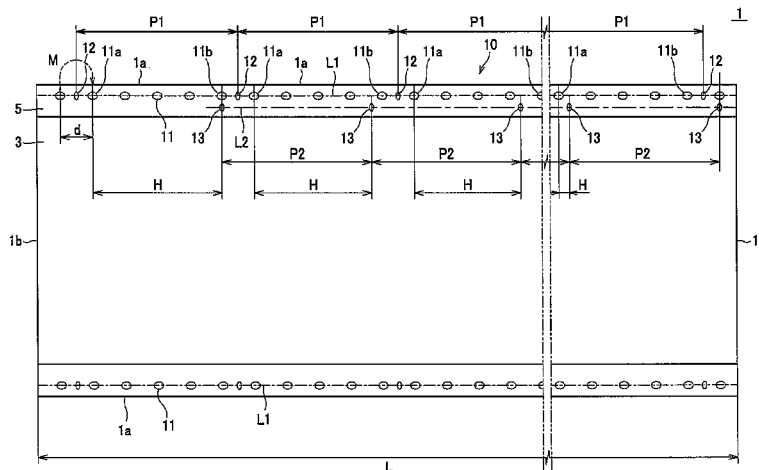 1
P1 P1 P1 P1
10
M 12 11a 1a 11b 12 11a 1a L1 11b 12 11a 11b 11a 11b 12
5 11 13 L2 13 13 13 13
3 d P2 P2 P2
H H H H
1b 1
1a 11 L1
L